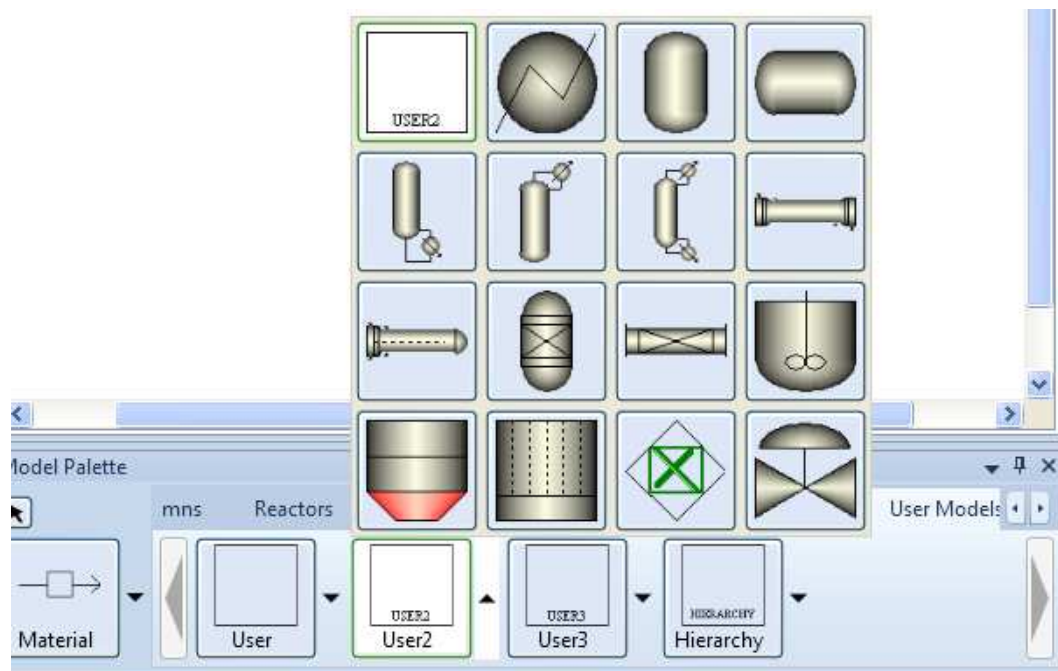 USER2
Model Palette
mns Reactors User Models
USER2 USER3 HIERARCHY
Material User User2 User3 Hierarchy